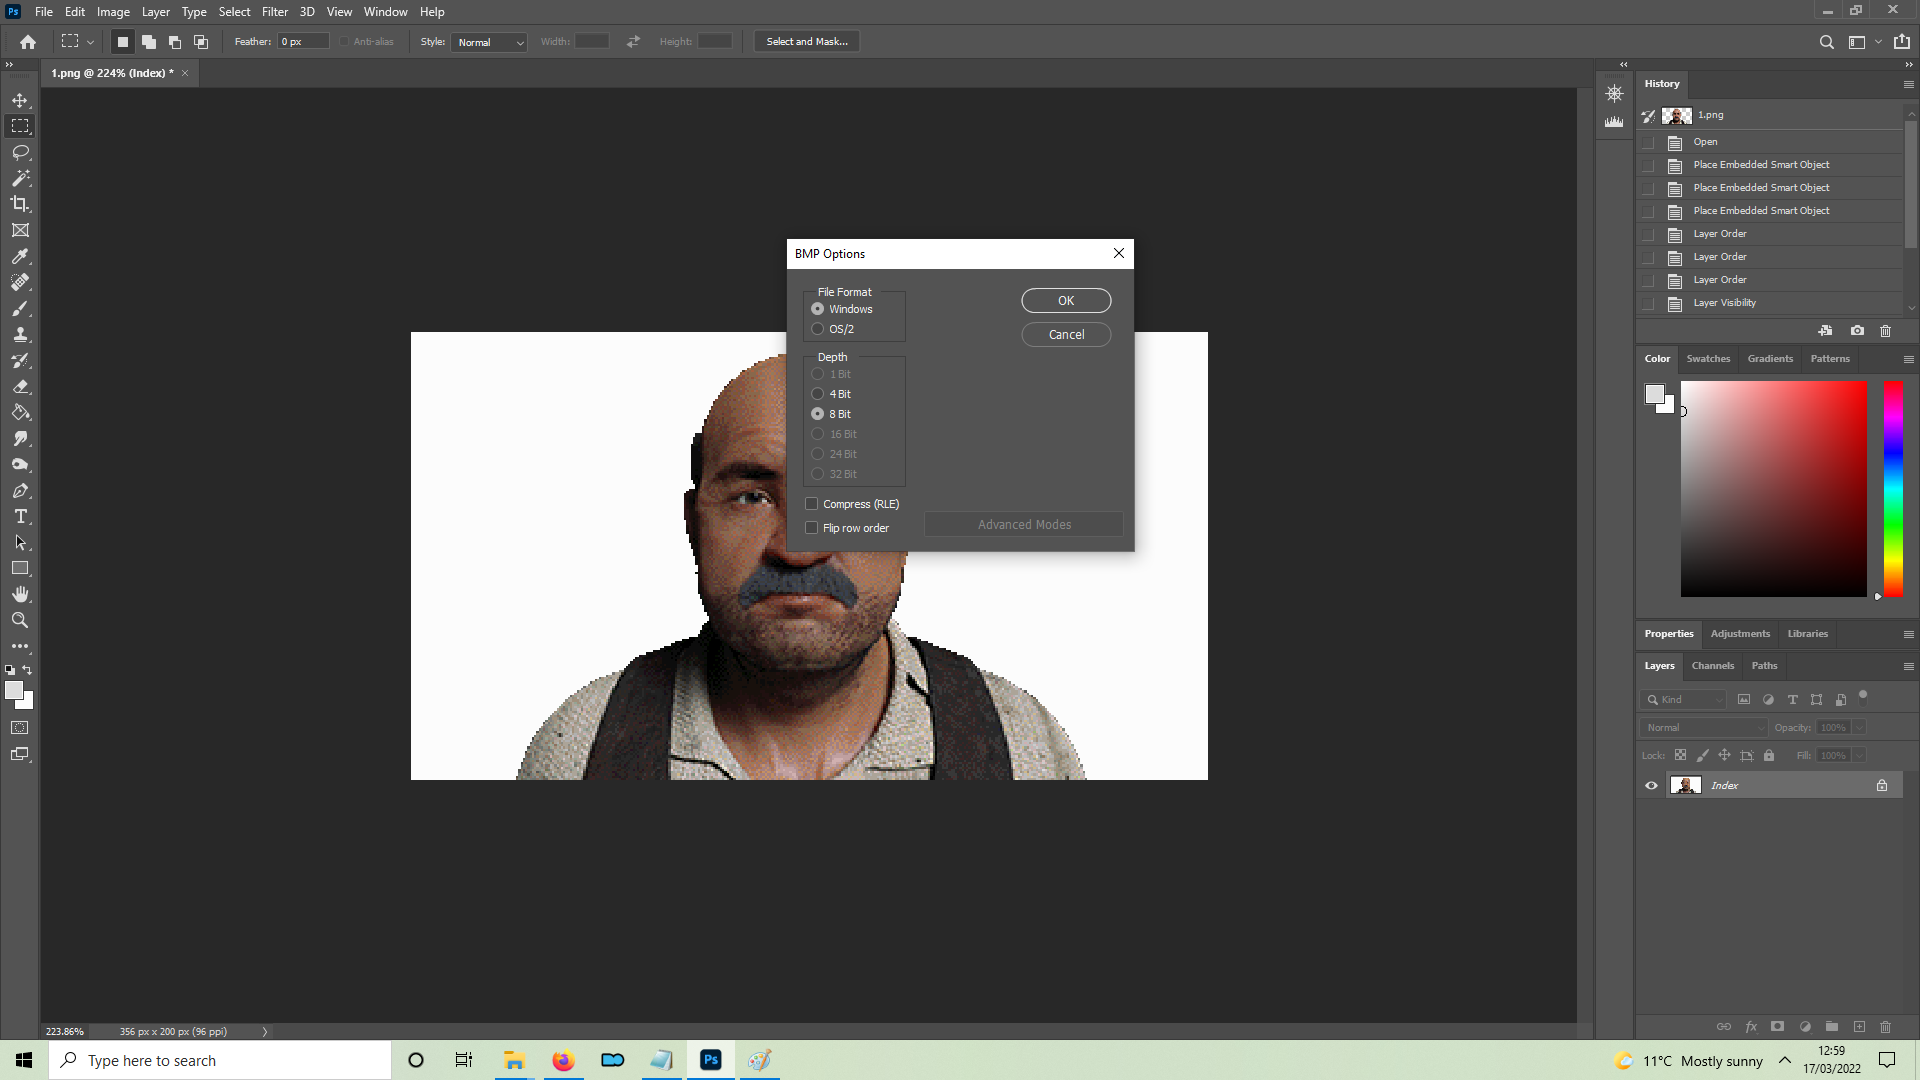 Ps File Edit Image Layer Type Select Filter 3D View Window Help
Feather: 0 px Anti-alias Style: Normal Width: Height: Select and Mask...
1.png @ 224% (Index) *
History
1.png
Open
Place Embedded Smart Object
Place Embedded Smart Object
Place Embedded Smart Object
Layer Order
Layer Order
Layer Order
Layer Visibility
BMP Options
File Format
Windows
OS/2
OK
Cancel
Depth
1 Bit
4 Bit
8 Bit
16 Bit
24 Bit
32 Bit
Compress (RLE)
Flip row order
Advanced Modes
Color Swatches Gradients Patterns
Properties Adjustments Libraries
Layers Channels Paths
Kind
Normal Opacity: 100%
Lock: Fill: 100%
Index
223.86% 356 px x 200 px (96 ppi)
Type here to search
Ps
11°C Mostly sunny
12:59
17/03/2022